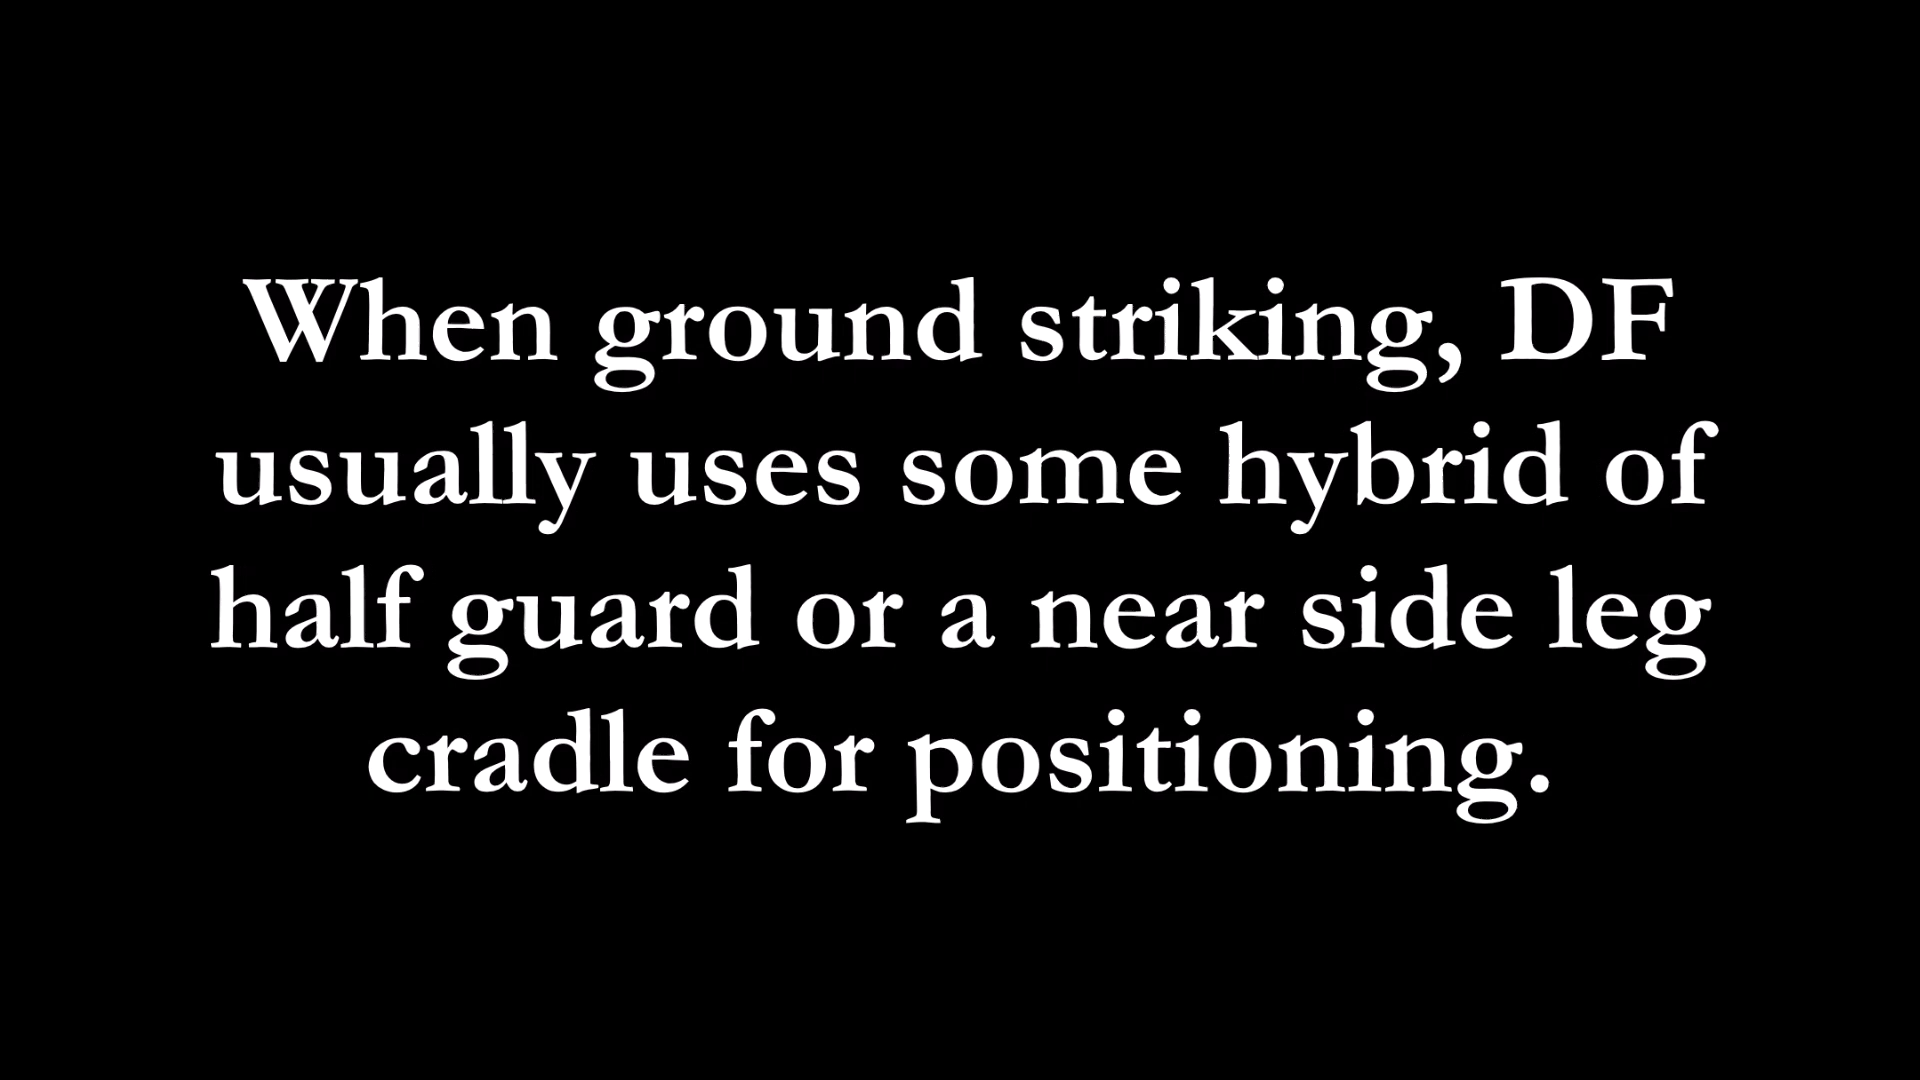 When ground striking, DF
usually uses some hybrid of
half guard or a near side leg
cradle for positioning.